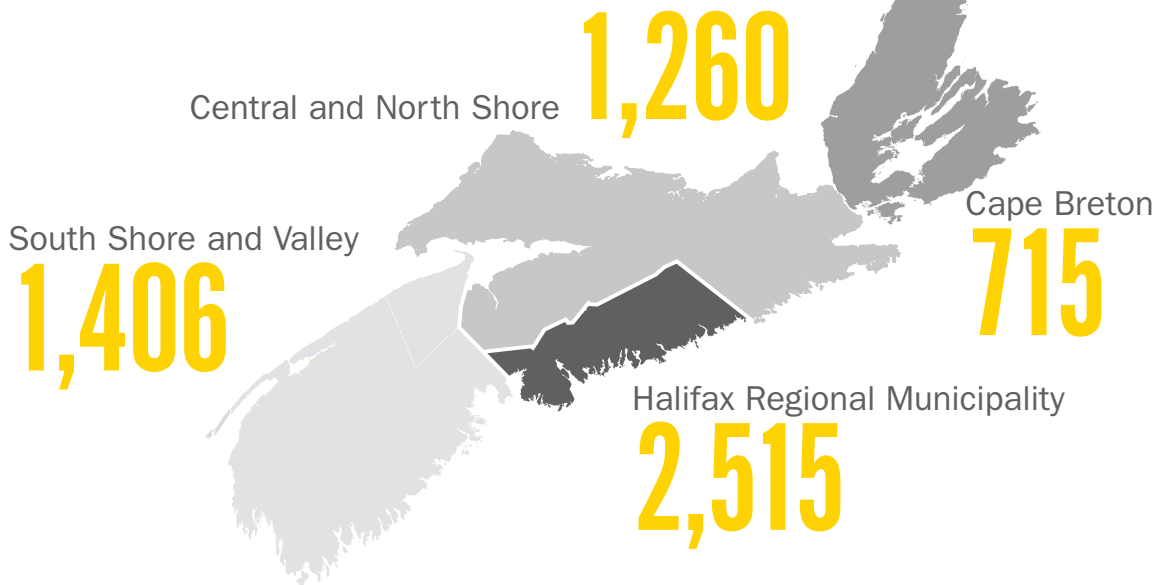 1,260
Central and North Shore
Cape Breton
715
South Shore and Valley
1,406
Halifax Regional Municipality
2,515